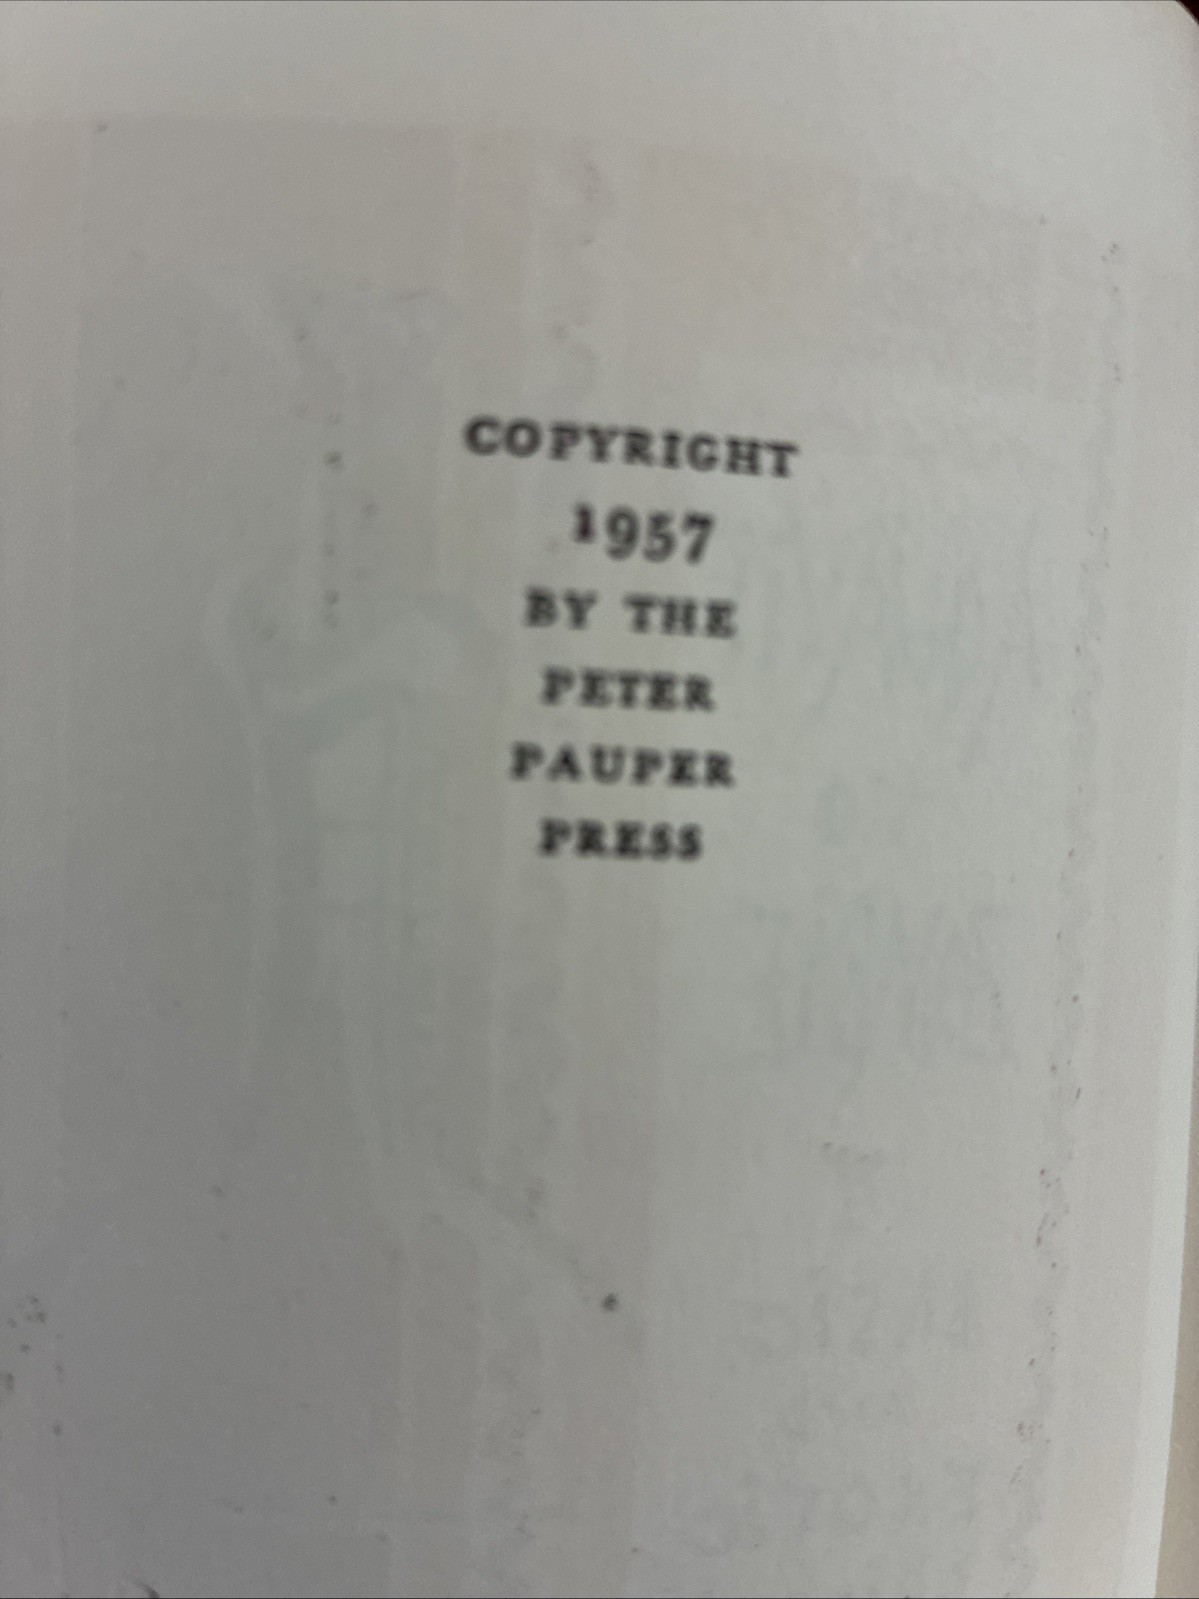 COPYRIGHT
1957
BY THE
PETER
PAUPER
PRESS